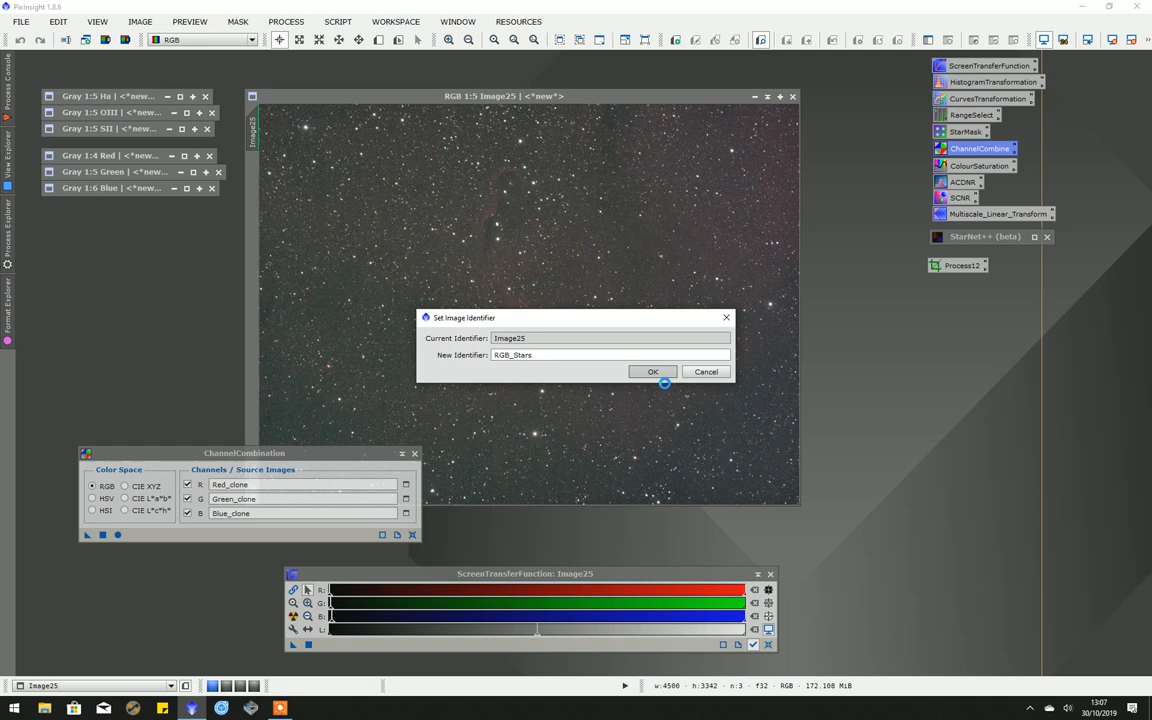 PixInsight 1.8.6
FILE EDIT VIEW IMAGE PREVIEW MASK PROCESS SCRIPT WORKSPACE WINDOW RESOURCES
RGB
Process Console
View Explorer
Process Explorer
Format Explorer
Gray 1:5 Ha | <*new...
Gray 1:5 OIII | <*new...
Gray 1:5 SII | <*new...
Gray 1:4 Red | <*new...
Gray 1:5 Green | <*new...
Gray 1:6 Blue | <*new...
RGB 1:5 Image25 | <*new*>
Image25
ScreenTransferFunction
HistogramTransformation
CurvesTransformation
RangeSelect
StarMask
ChannelCombine
ColourSaturation
ACDNR
SCNR
Multiscale_Linear_Transform
StarNet++ (beta)
Process12
Set Image Identifier
Current Identifier: Image25
New Identifier: RGB_Stars
OK Cancel
ChannelCombination
Color Space Channels / Source Images
RGB CIE XYZ R Red_clone
HSV CIE L*a*b* G Green_clone
HSI CIE L*c*h* B Blue_clone
ScreenTransferFunction: Image25
R:
G:
B:
L:
Image25
w:4500 · h:3342 · n:3 · f32 · RGB · 172.108 MiB
13:07
30/10/2019